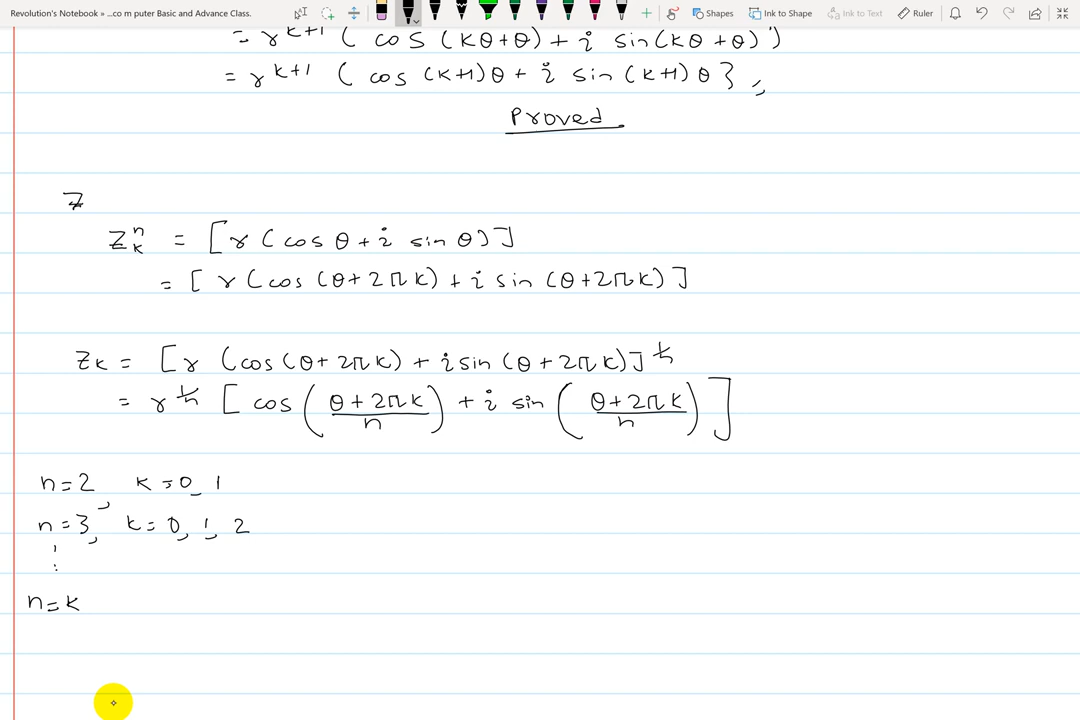 Revolution's Notebook » ...co m puter Basic and Advance Class.
Shapes Ink to Shape Ink to Text Ruler
= r^{k+1} ( cos (kθ+θ) + i sin(kθ+θ) )
= r^{k+1} ( cos (k+1)θ + i sin (k+1) θ },
Proved
Z
Z_k^n = [r (cos θ + i sin θ)]
= [ r (cos (θ+2πk) + i sin (θ+2πk) ]
Z_k = [r (cos(θ+2πk) + i sin (θ+2πk)]^{1/n}
= r^{1/n} [ cos ( (θ+2πk)/n ) + i sin ( (θ+2πk)/n ) ]
n=2, k=0, 1
n=3, k=0, 1, 2
⋮
n=k